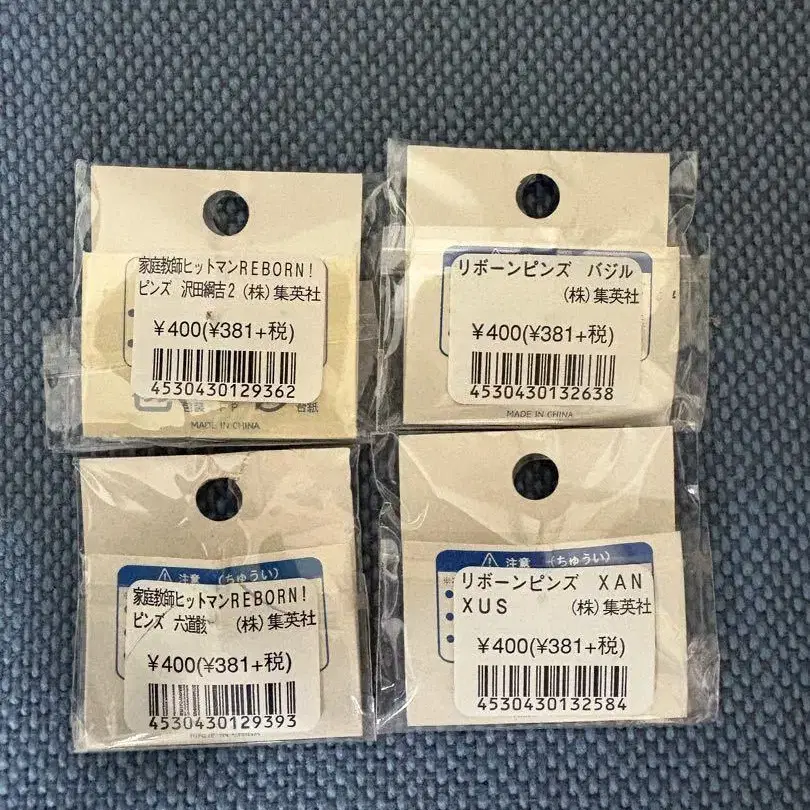 家庭教師ヒットマンREBORN!
ピンズ 沢田綱吉2 (株)集英社
¥400(¥381+税)
4530430129362
台紙
MADE IN CHINA
リボーンピンズ バジル
(株)集英社
¥400(¥381+税)
4530430132638
MADE IN CHINA
注意 (ちゅうい)
家庭教師ヒットマンREBORN!
ピンズ 六道骸 (株)集英社
¥400(¥381+税)
4530430129393
注意 (ちゅうい)
リボーンピンズ XAN
XUS (株)集英社
¥400(¥381+税)
4530430132584